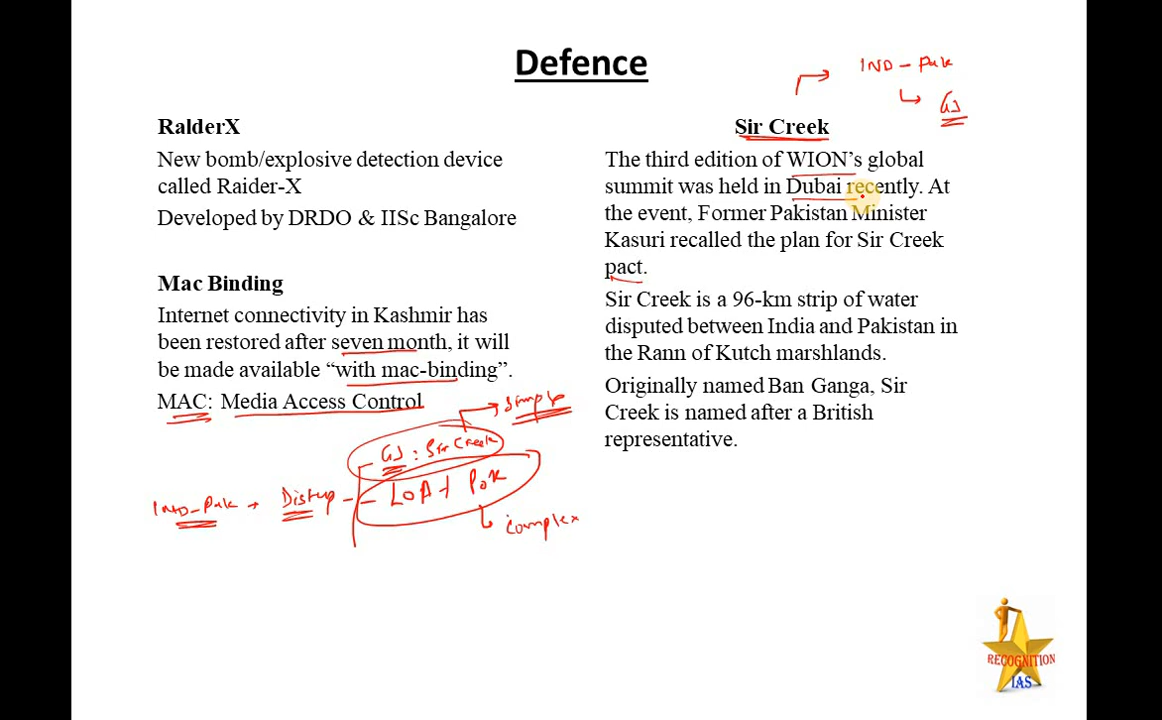 Defence
IND - Pak
GJ
RalderX
New bomb/explosive detection device
called Raider-X
Developed by DRDO & IISc Bangalore
Mac Binding
Internet connectivity in Kashmir has
been restored after seven month, it will
be made available “with mac-binding”.
MAC: Media Access Control
simple
GJ : Sir Creek
IND-Pak → - LOA + POK
complex
Sir Creek
The third edition of WION’s global
summit was held in Dubai recently. At
the event, Former Pakistan Minister
Kasuri recalled the plan for Sir Creek
pact.
Sir Creek is a 96-km strip of water
disputed between India and Pakistan in
the Rann of Kutch marshlands.
Originally named Ban Ganga, Sir
Creek is named after a British
representative.
RECOGNITION
IAS